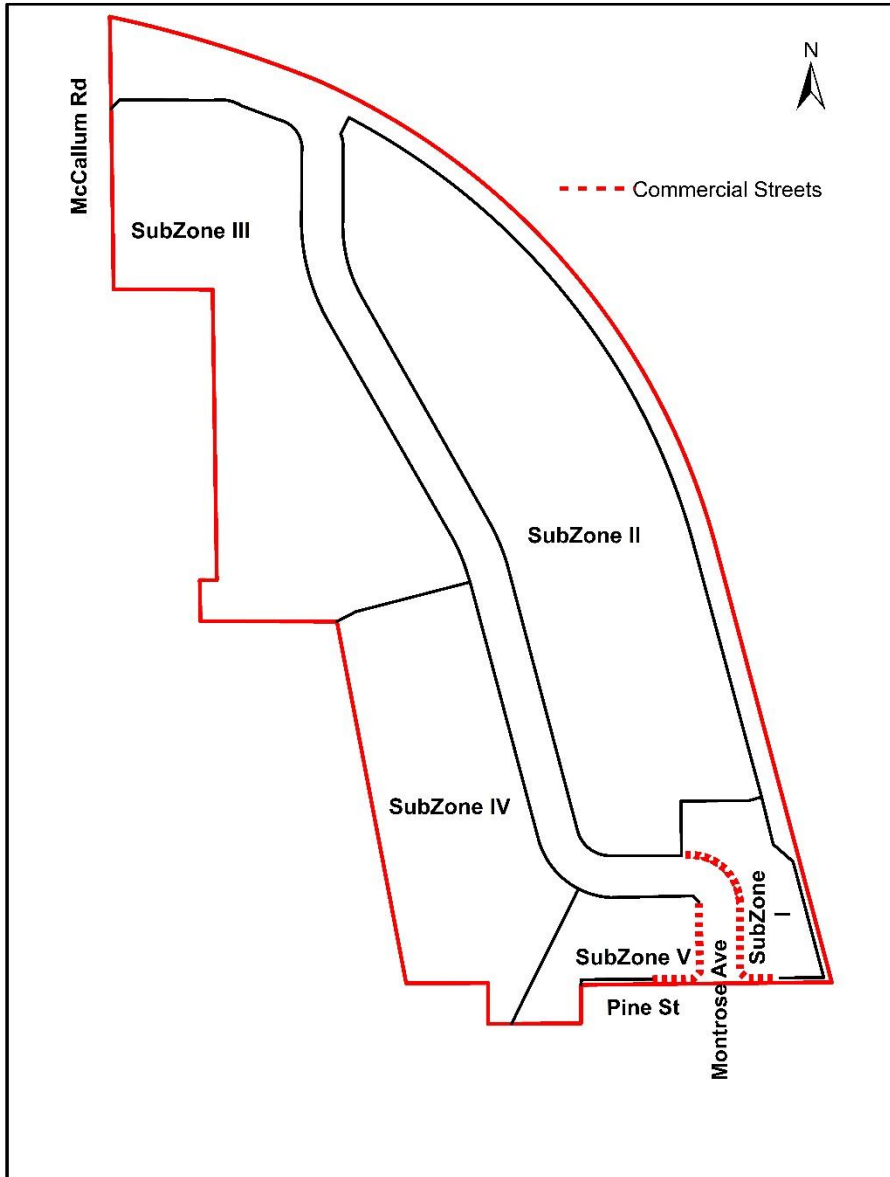 N
McCallum Rd
Commercial Streets
SubZone III
SubZone II
SubZone IV
SubZone I
SubZone V
Montrose Ave
Pine St